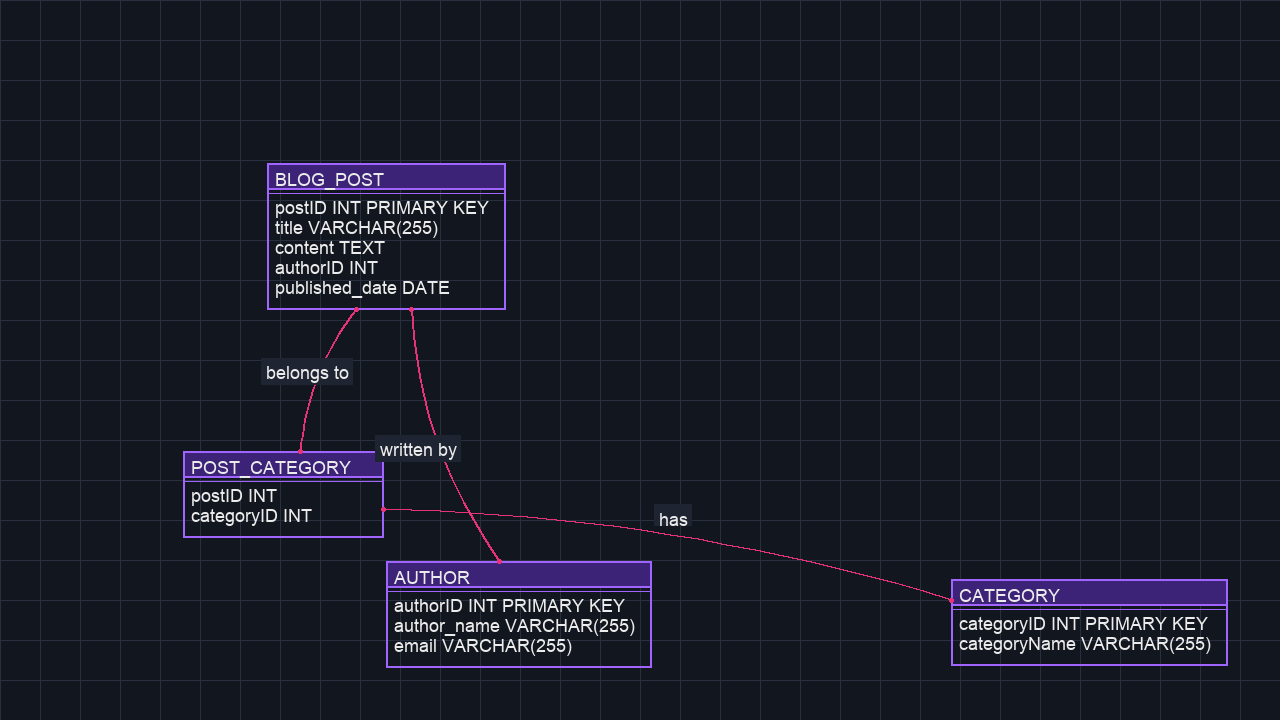 BLOG_POST
postID INT PRIMARY KEY
title VARCHAR(255)
content TEXT
authorID INT
published_date DATE
belongs to
written by
POST_CATEGORY
postID INT
categoryID INT
has
AUTHOR
authorID INT PRIMARY KEY
author_name VARCHAR(255)
email VARCHAR(255)
CATEGORY
categoryID INT PRIMARY KEY
categoryName VARCHAR(255)